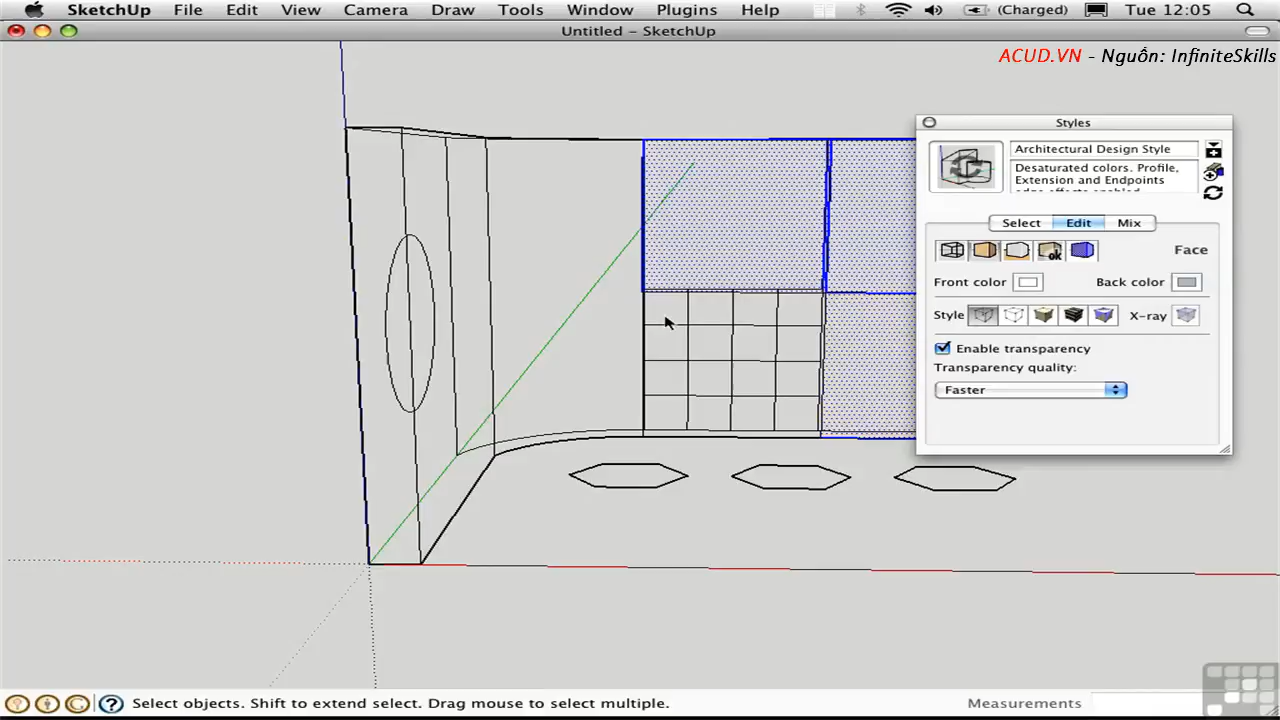 SketchUp File Edit View Camera Draw Tools Window Plugins Help (Charged) Tue 12:05
Untitled – SketchUp
ACUD.VN - Nguồn: InfiniteSkills
Styles
Architectural Design Style
Desaturated colors. Profile,
Extension and Endpoints
Select Edit Mix
Face
Front color Back color
Style X-ray
Enable transparency
Transparency quality:
Faster
Select objects. Shift to extend select. Drag mouse to select multiple. Measurements